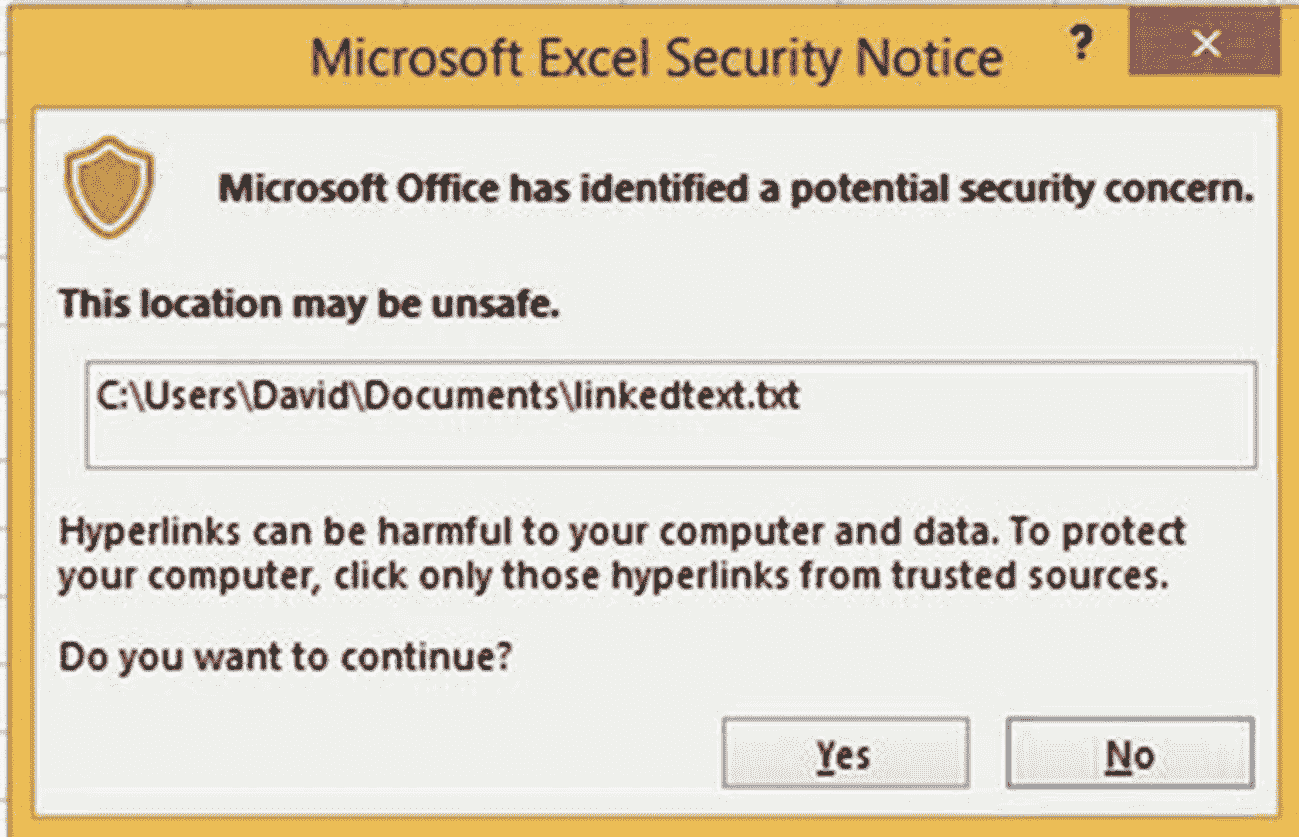 Microsoft Excel Security Notice ?
Microsoft Office has identified a potential security concern.
This location may be unsafe.
C:\Users\David\Documents\linkedtext.txt
Hyperlinks can be harmful to your computer and data. To protect
your computer, click only those hyperlinks from trusted sources.
Do you want to continue?
Yes No